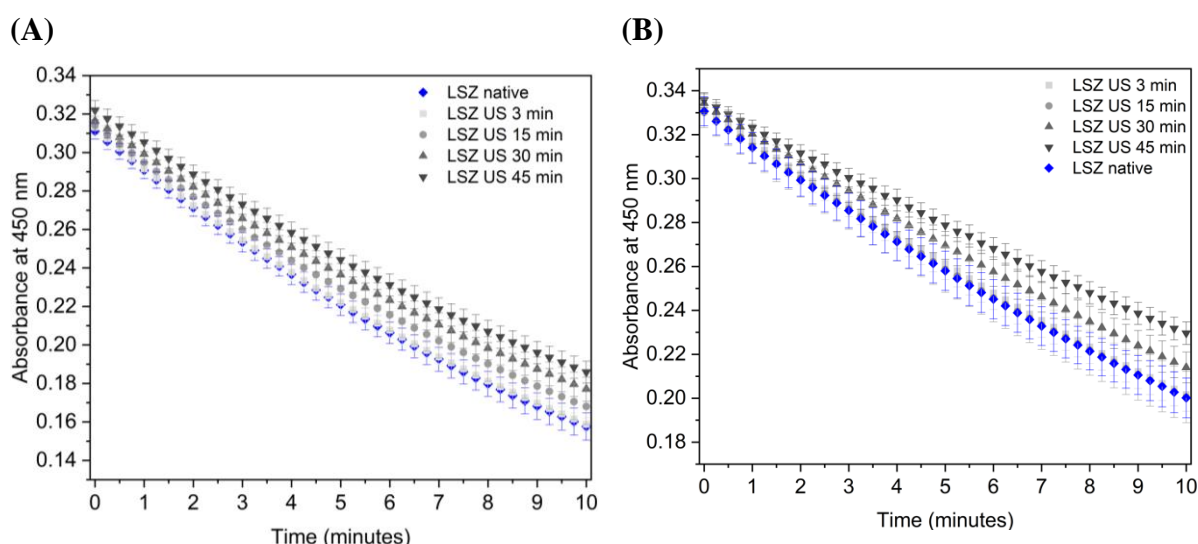 (A)
Absorbance at 450 nm
0.34
0.32
0.30
0.28
0.26
0.24
0.22
0.20
0.18
0.16
0.14
LSZ native
LSZ US 3 min
LSZ US 15 min
LSZ US 30 min
LSZ US 45 min
0 1 2 3 4 5 6 7 8 9 10
Time (minutes)
(B)
Absorbance at 450 nm
0.34
0.32
0.30
0.28
0.26
0.24
0.22
0.20
0.18
LSZ US 3 min
LSZ US 15 min
LSZ US 30 min
LSZ US 45 min
LSZ native
0 1 2 3 4 5 6 7 8 9 10
Time (minutes)